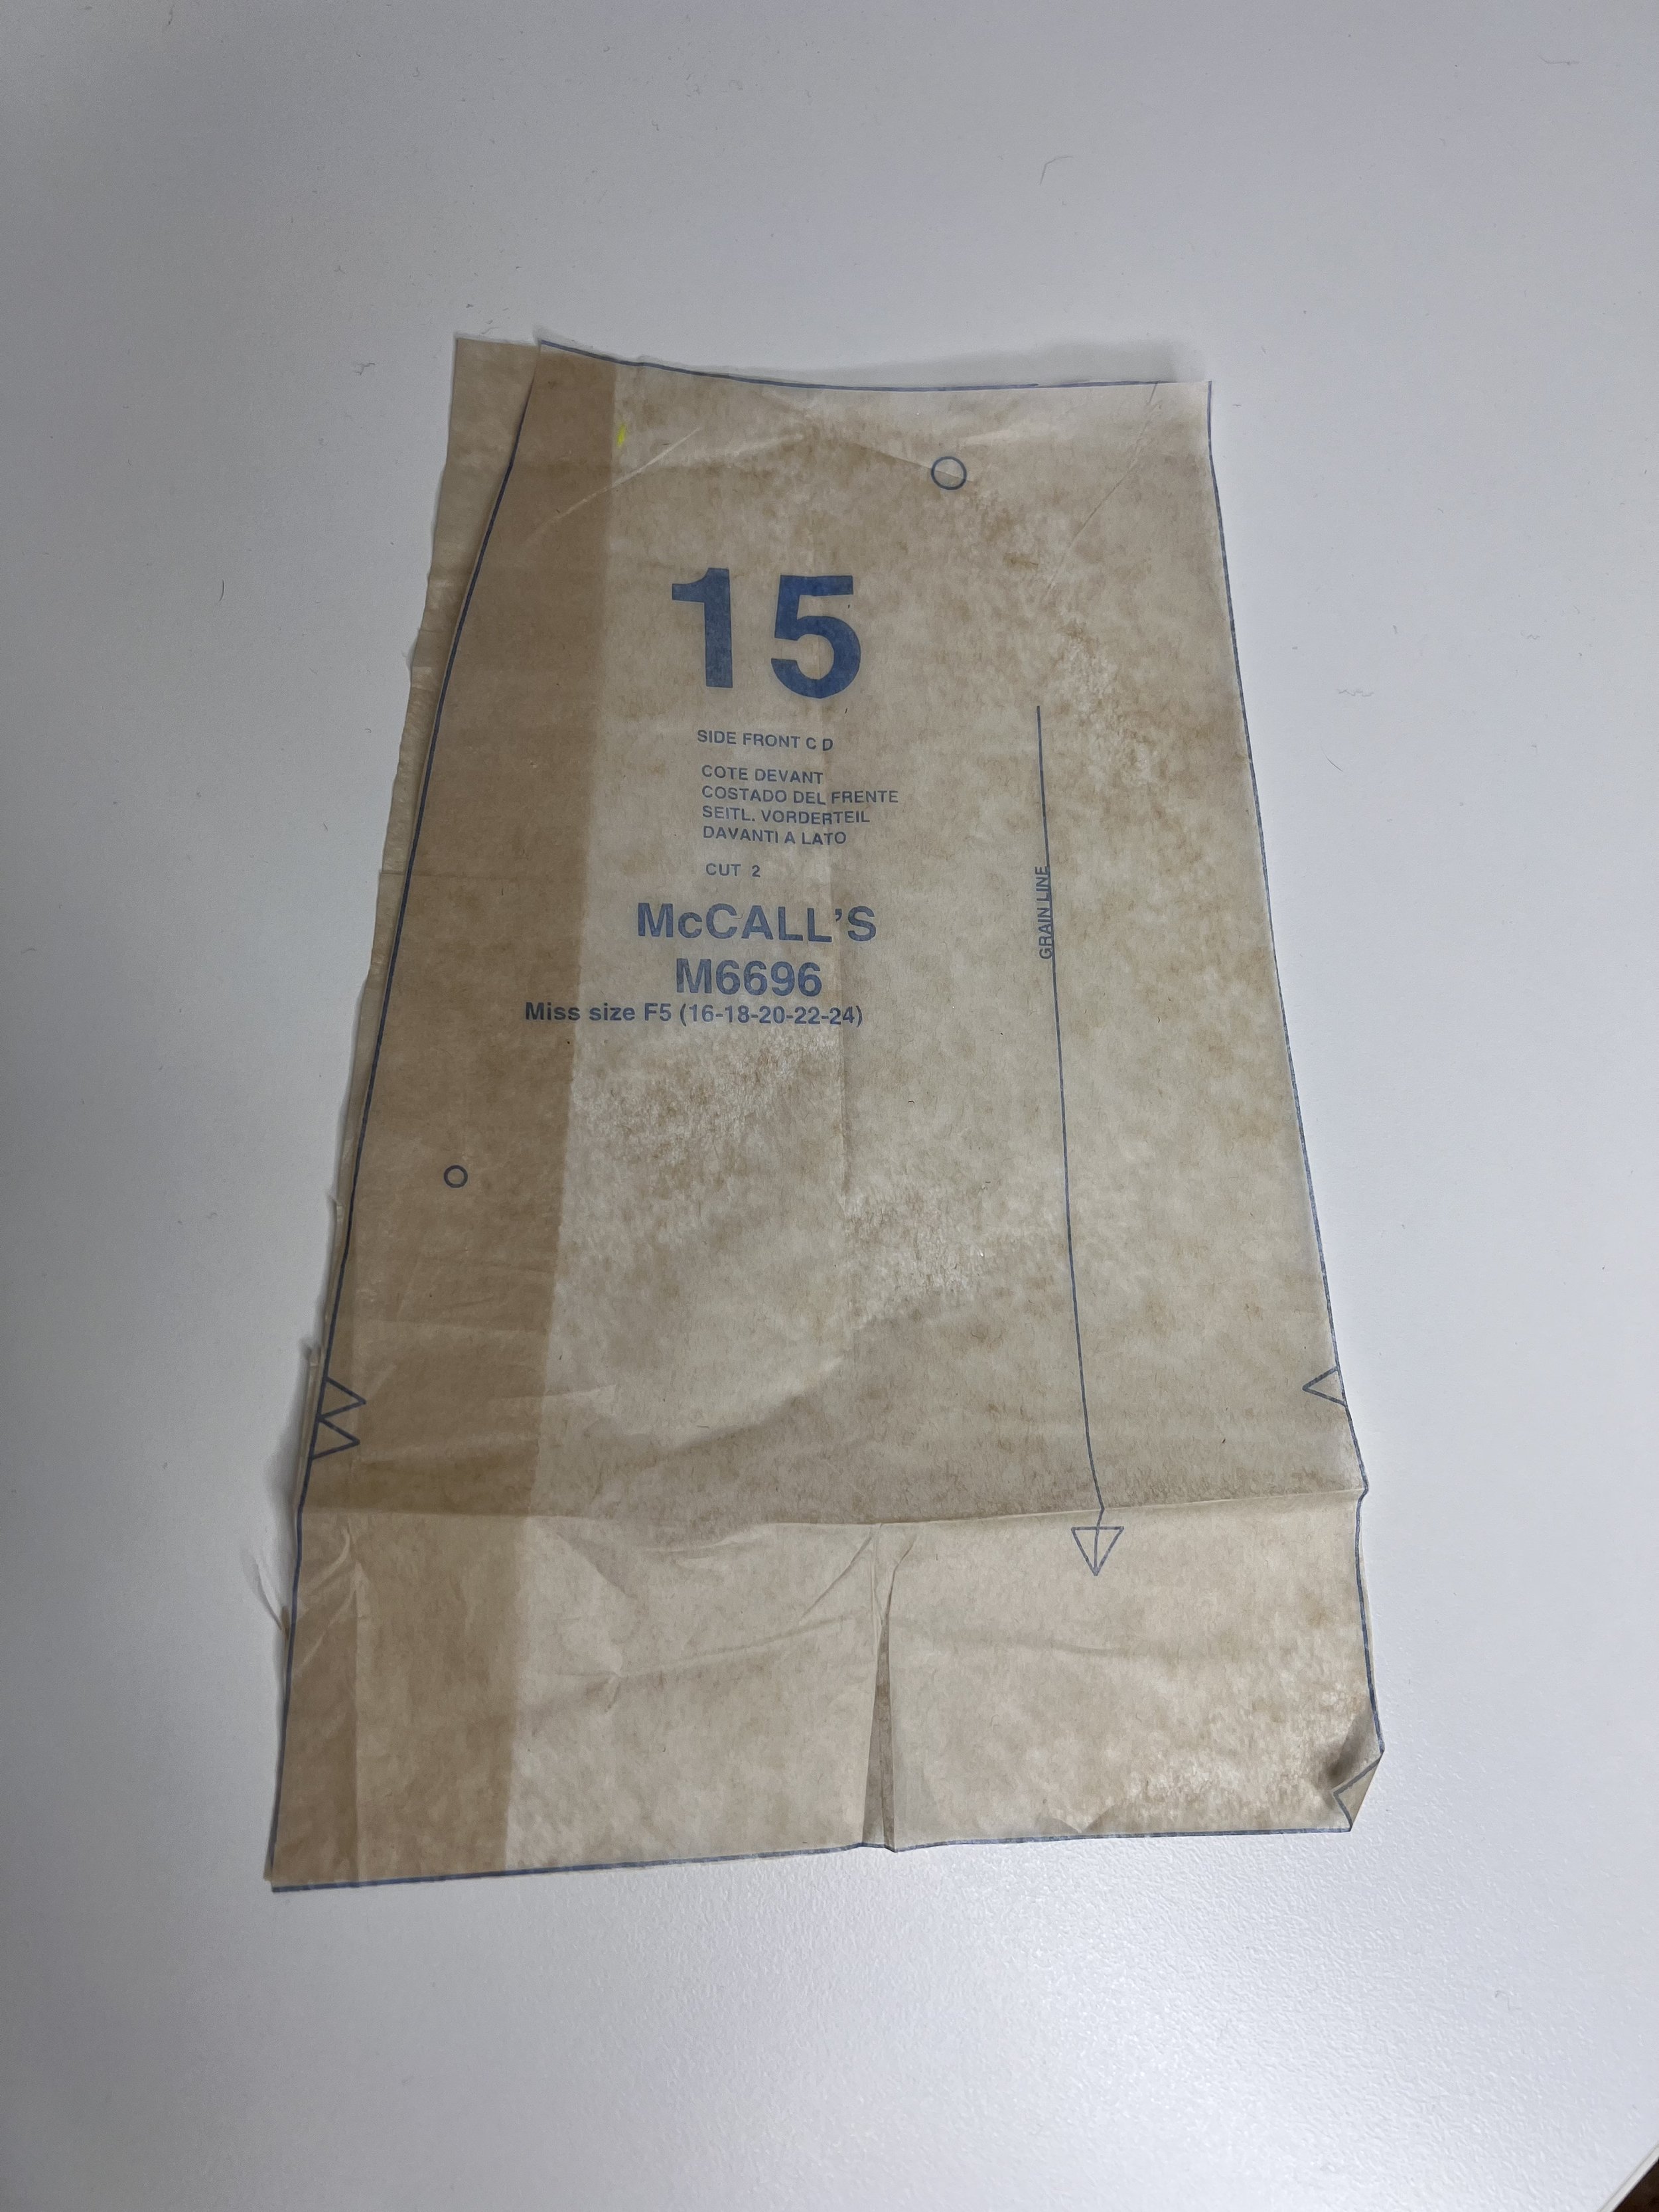 15
SIDE FRONT C D
COTE DEVANT
COSTADO DEL FRENTE
SEITL. VORDERTEIL
DAVANTI A LATO
CUT 2
McCALL'S
M6696
Miss size F5 (16-18-20-22-24)
GRAIN LINE